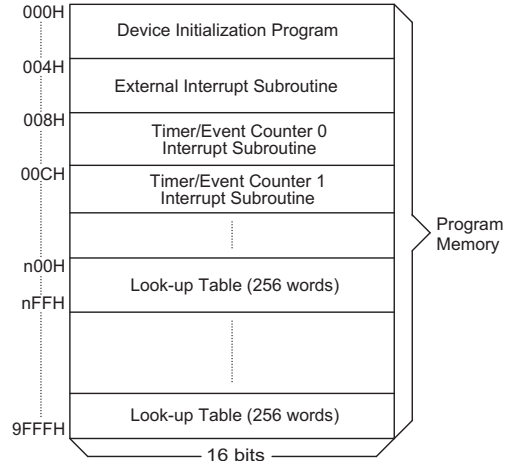 000H
Device Initialization Program
004H
External Interrupt Subroutine
008H
Timer/Event Counter 0
Interrupt Subroutine
00CH
Timer/Event Counter 1
Interrupt Subroutine
Program
Memory
n00H
Look-up Table (256 words)
nFFH
Look-up Table (256 words)
9FFFH
16 bits